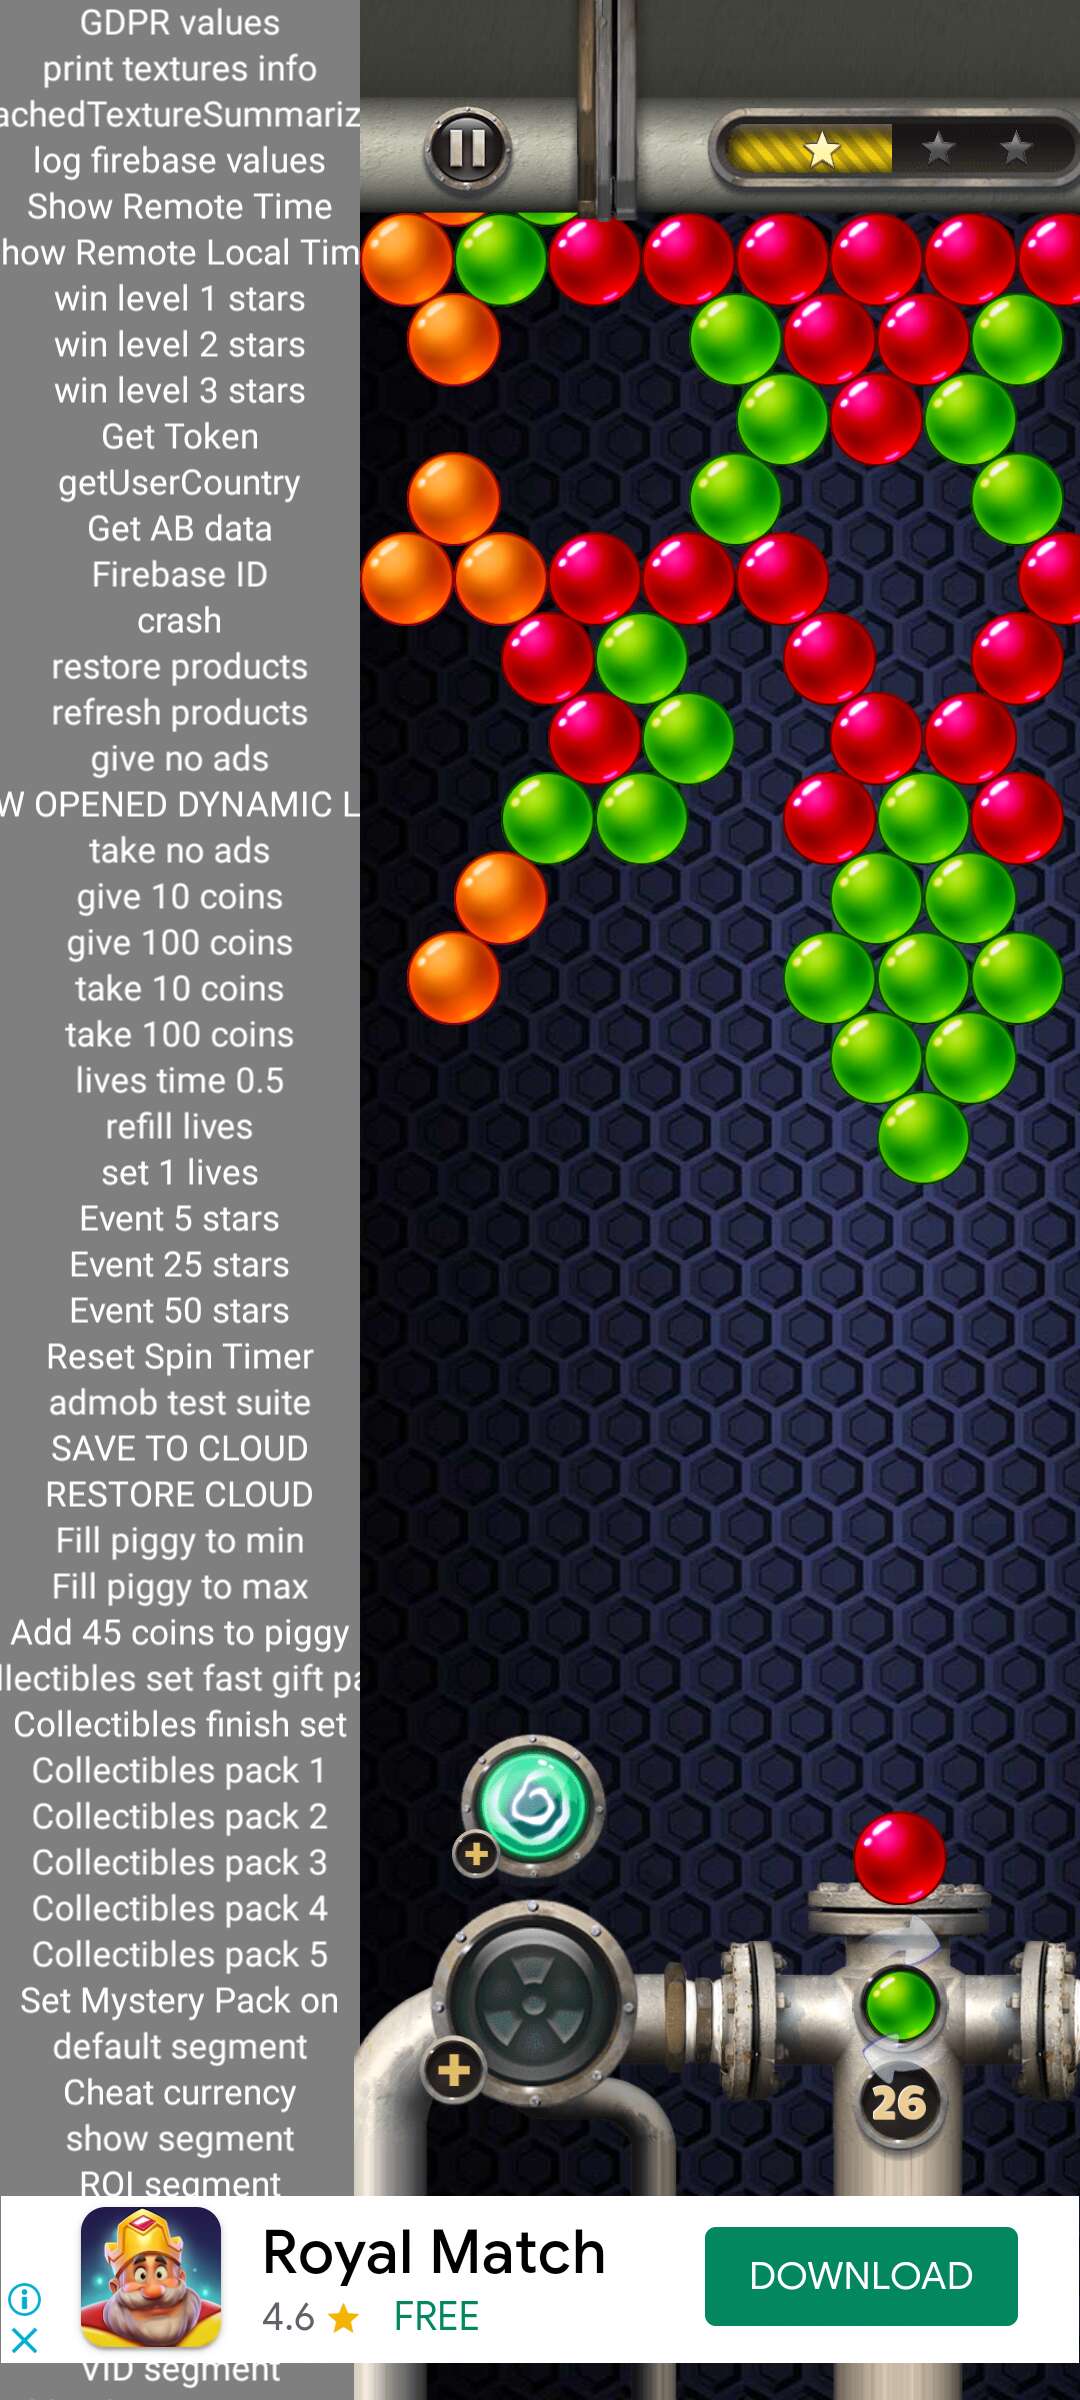 GDPR values
print textures info
achedTextureSummariz
log firebase values
Show Remote Time
how Remote Local Tim
win level 1 stars
win level 2 stars
win level 3 stars
Get Token
getUserCountry
Get AB data
Firebase ID
crash
restore products
refresh products
give no ads
W OPENED DYNAMIC L
take no ads
give 10 coins
give 100 coins
take 10 coins
take 100 coins
lives time 0.5
refill lives
set 1 lives
Event 5 stars
Event 25 stars
Event 50 stars
Reset Spin Timer
admob test suite
SAVE TO CLOUD
RESTORE CLOUD
Fill piggy to min
Fill piggy to max
Add 45 coins to piggy
llectibles set fast gift pa
Collectibles finish set
Collectibles pack 1
Collectibles pack 2
Collectibles pack 3
Collectibles pack 4
Collectibles pack 5
Set Mystery Pack on
default segment
Cheat currency
show segment
ROI segment
26
Royal Match
4.6 FREE
DOWNLOAD
VID segment